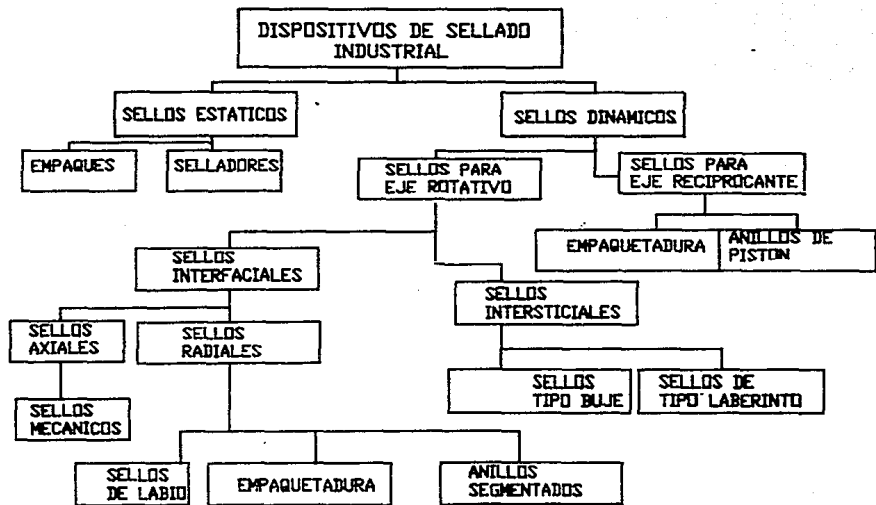 DISPOSITIVOS DE SELLADO
INDUSTRIAL
SELLOS ESTATICOS
SELLOS DINAMICOS
EMPAQUES
SELLADORES
SELLOS PARA
EJE ROTATIVO
SELLOS PARA
EJE RECIPROCANTE
EMPAQUETADURA
ANILLOS DE
PISTON
SELLOS
INTERFACIALES
SELLOS
INTERSTICIALES
SELLOS
AXIALES
SELLOS
RADIALES
SELLOS
TIPO BUJE
SELLOS DE
TIPO LABERINTO
SELLOS
MECANICOS
SELLOS
DE LABIO
EMPAQUETADURA
ANILLOS
SEGMENTADOS